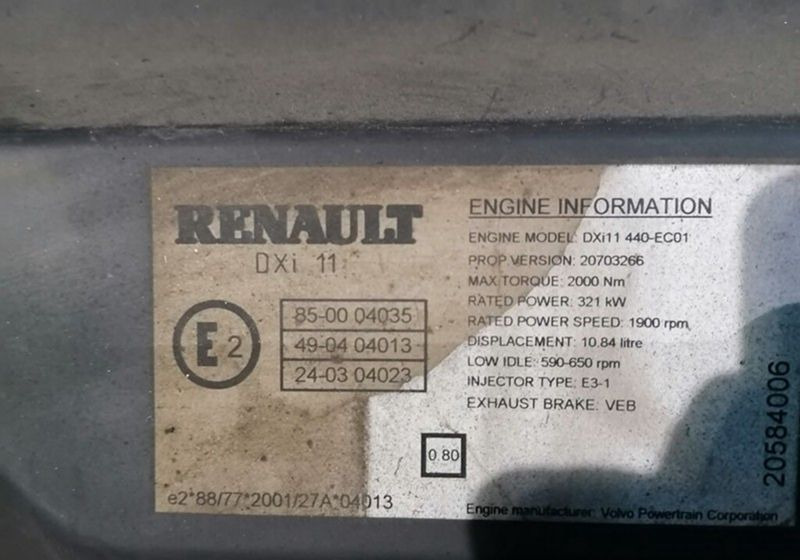 RENAULT
DXi 11
E2
85-00 04035
49-04 04013
24-03 04023
ENGINE INFORMATION
ENGINE MODEL: DXi11 440-EC01
PROP VERSION: 20703266
MAX TORQUE: 2000 Nm
RATED POWER: 321 kW
RATED POWER SPEED: 1900 rpm
DISPLACEMENT: 10.84 litre
LOW IDLE: 590-650 rpm
INJECTOR TYPE: E3-1
EXHAUST BRAKE: VEB
0.80
e2*88/77*2001/27A*04013
Engine manufacturer: Volvo Powertrain Corporation
20584006